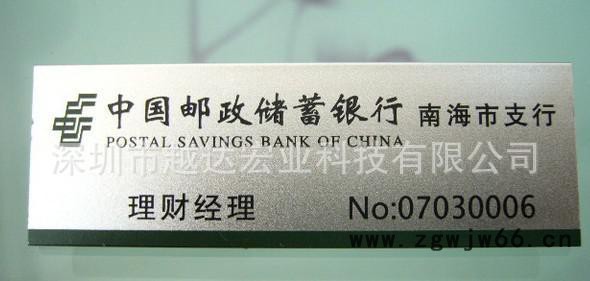 中国邮政储蓄银行 南海市支行
POSTAL SAVINGS BANK OF CHINA
深圳市越达宏业科技有限公司
理财经理 No:07030006
www.zgwjw66.cn